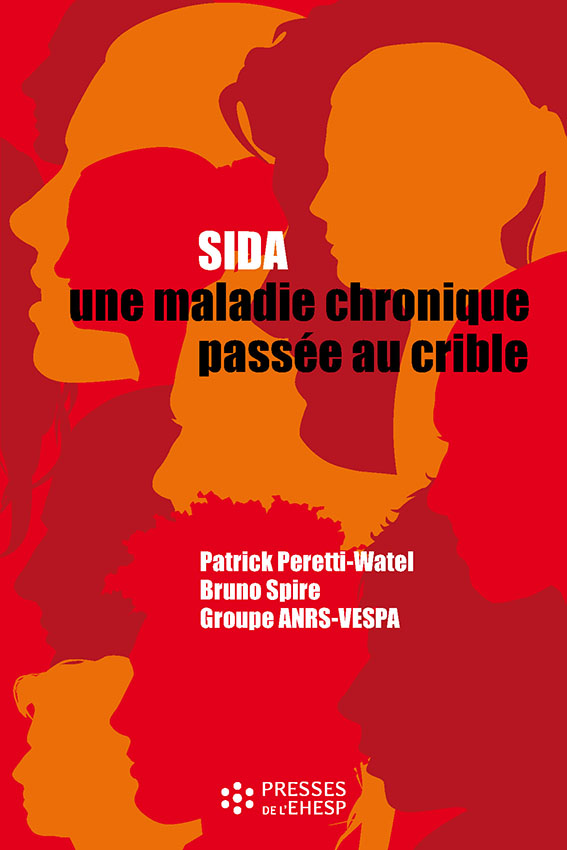 SIDA
une maladie chronique
passée au crible
Patrick Peretti-Watel
Bruno Spire
Groupe ANRS-VESPA
PRESSES
DE L'EHESP